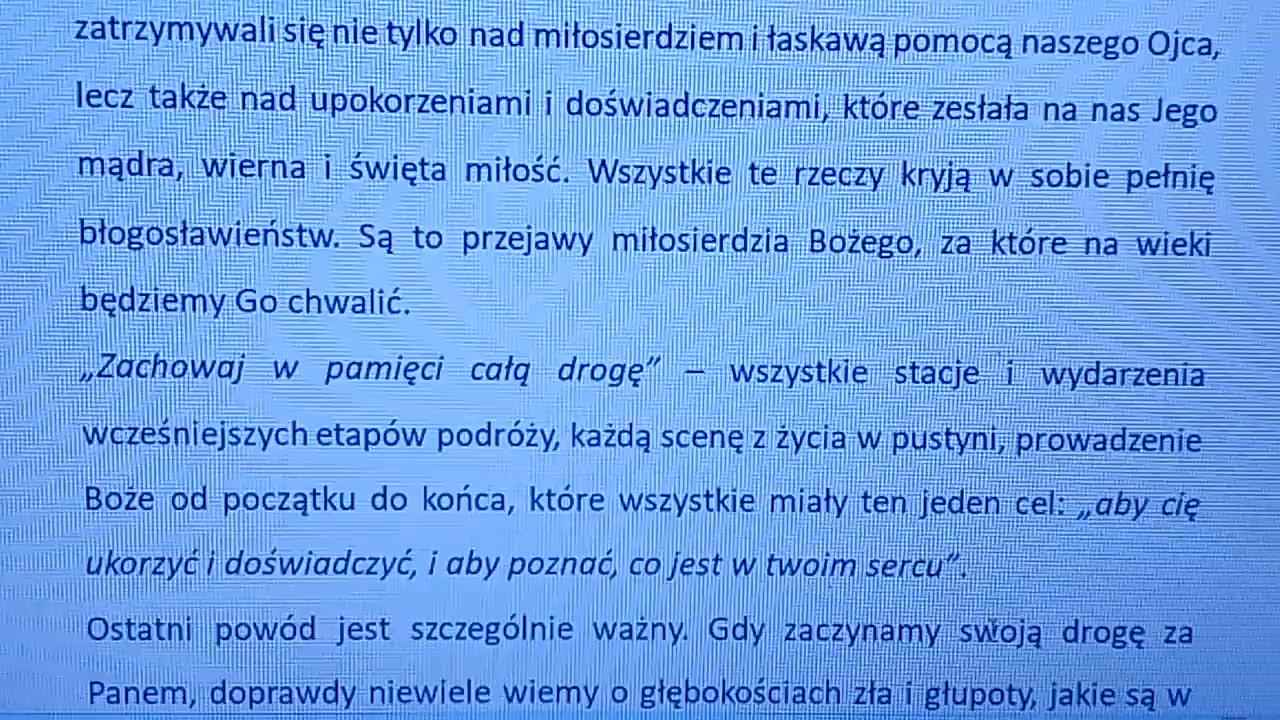 zatrzymywali się nie tylko nad miłosierdziem i łaskawą pomocą naszego Ojca,
lecz także nad upokorzeniami i doświadczeniami, które zesłała na nas Jego
mądra, wierna i święta miłość. Wszystkie te rzeczy kryją w sobie pełnię
błogosławieństw. Są to przejawy miłosierdzia Bożego, za które na wieki
będziemy Go chwalić.
„Zachowaj w pamięci całą drogę” – wszystkie stacje i wydarzenia
wcześniejszych etapów podróży, każdą scenę z życia w pustyni, prowadzenie
Boże od początku do końca, które wszystkie miały ten jeden cel: „aby cię
ukorzyć i doświadczyć, i aby poznać, co jest w twoim sercu”.
Ostatni powód jest szczególnie ważny. Gdy zaczynamy swoją drogę za
Panem, doprawdy niewiele wiemy o głębokościach zła i głupoty, jakie są w